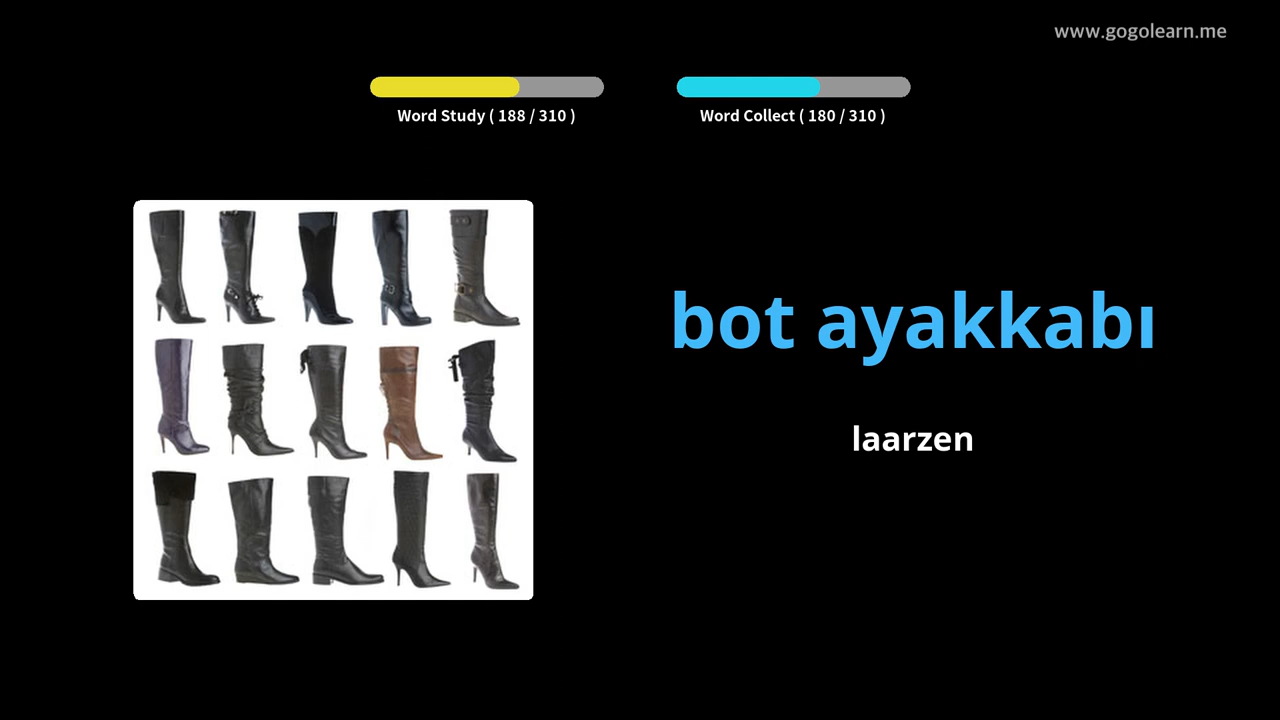 www.gogolearn.me
Word Study ( 188 / 310 )
Word Collect ( 180 / 310 )
bot ayakkabı
laarzen